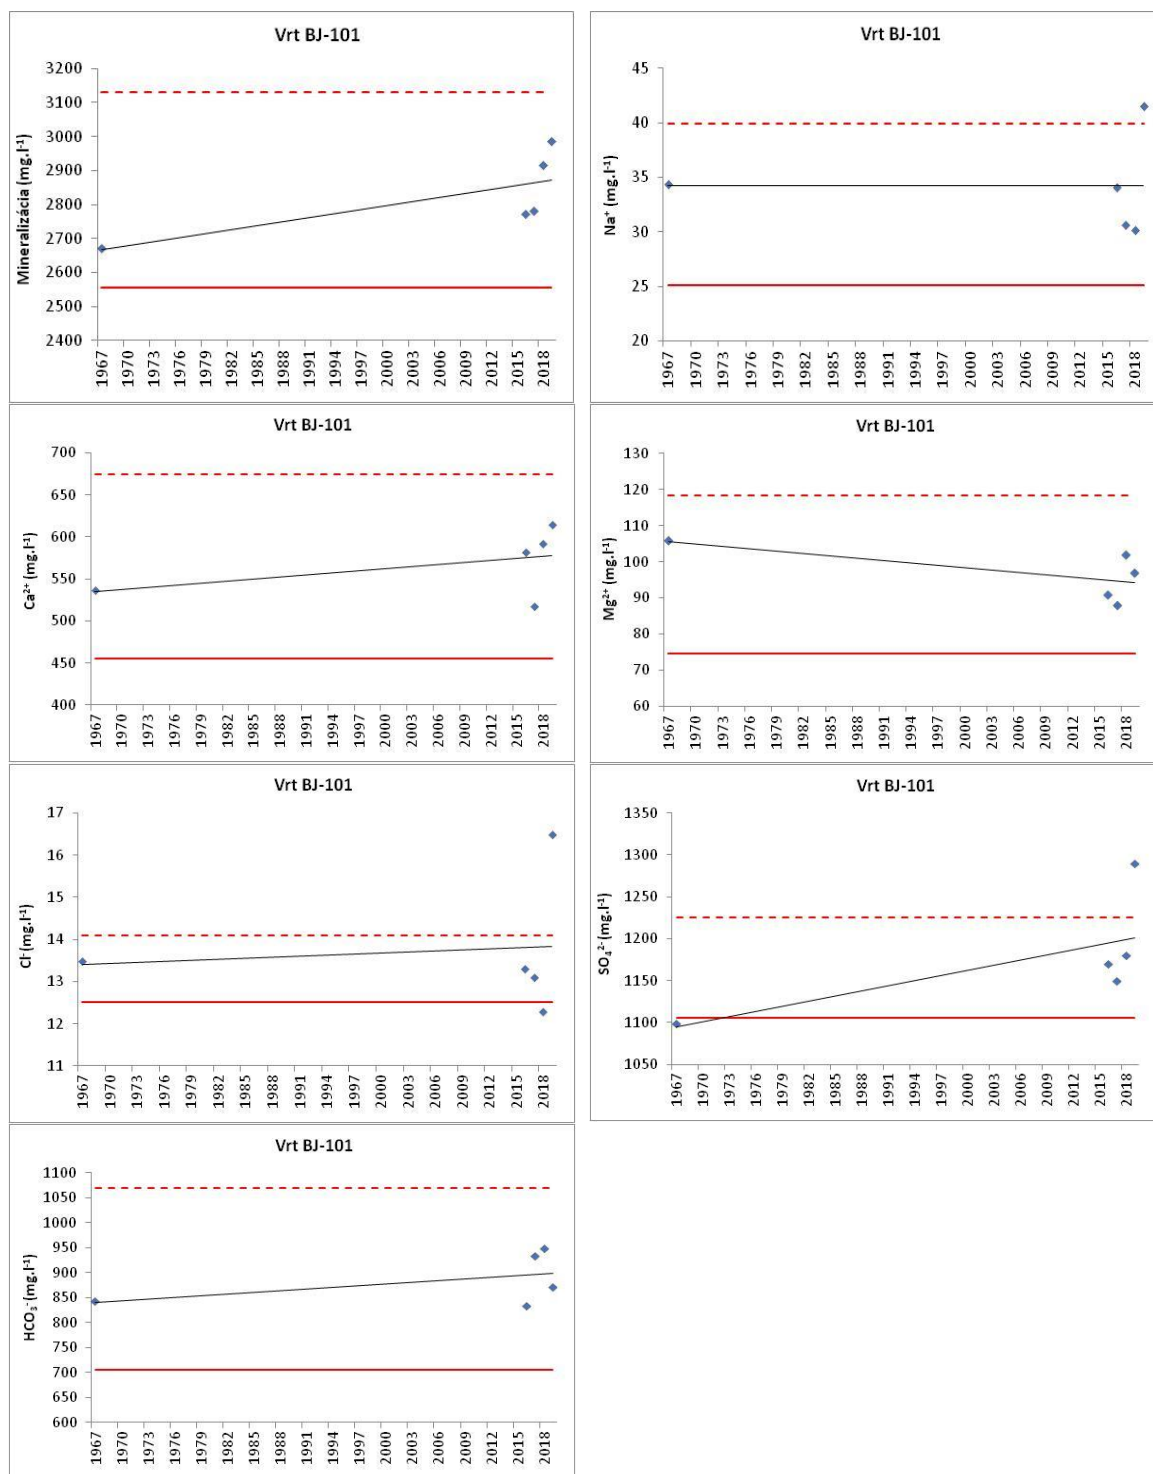 Vrt BJ-101
Mineralizácia (mg.l⁻¹)
3200
3100
3000
2900
2800
2700
2600
2500
2400
1967 1970 1973 1976 1979 1982 1985 1988 1991 1994 1997 2000 2003 2006 2009 2012 2015 2018
Vrt BJ-101
Na⁺ (mg.l⁻¹)
45
40
35
30
25
20
1967 1970 1973 1976 1979 1982 1985 1988 1991 1994 1997 2000 2003 2006 2009 2012 2015 2018
Vrt BJ-101
Ca²⁺ (mg.l⁻¹)
700
650
600
550
500
450
400
1967 1970 1973 1976 1979 1982 1985 1988 1991 1994 1997 2000 2003 2006 2009 2012 2015 2018
Vrt BJ-101
Mg²⁺ (mg.l⁻¹)
130
120
110
100
90
80
70
60
1967 1970 1973 1976 1979 1982 1985 1988 1991 1994 1997 2000 2003 2006 2009 2012 2015 2018
Vrt BJ-101
Cl⁻ (mg.l⁻¹)
17
16
15
14
13
12
11
1967 1970 1973 1976 1979 1982 1985 1988 1991 1994 1997 2000 2003 2006 2009 2012 2015 2018
Vrt BJ-101
SO₄²⁻ (mg.l⁻¹)
1350
1300
1250
1200
1150
1100
1050
1967 1970 1973 1976 1979 1982 1985 1988 1991 1994 1997 2000 2003 2006 2009 2012 2015 2018
Vrt BJ-101
HCO₃⁻ (mg.l⁻¹)
1100
1050
1000
950
900
850
800
750
700
650
600
1967 1970 1973 1976 1979 1982 1985 1988 1991 1994 1997 2000 2003 2006 2009 2012 2015 2018